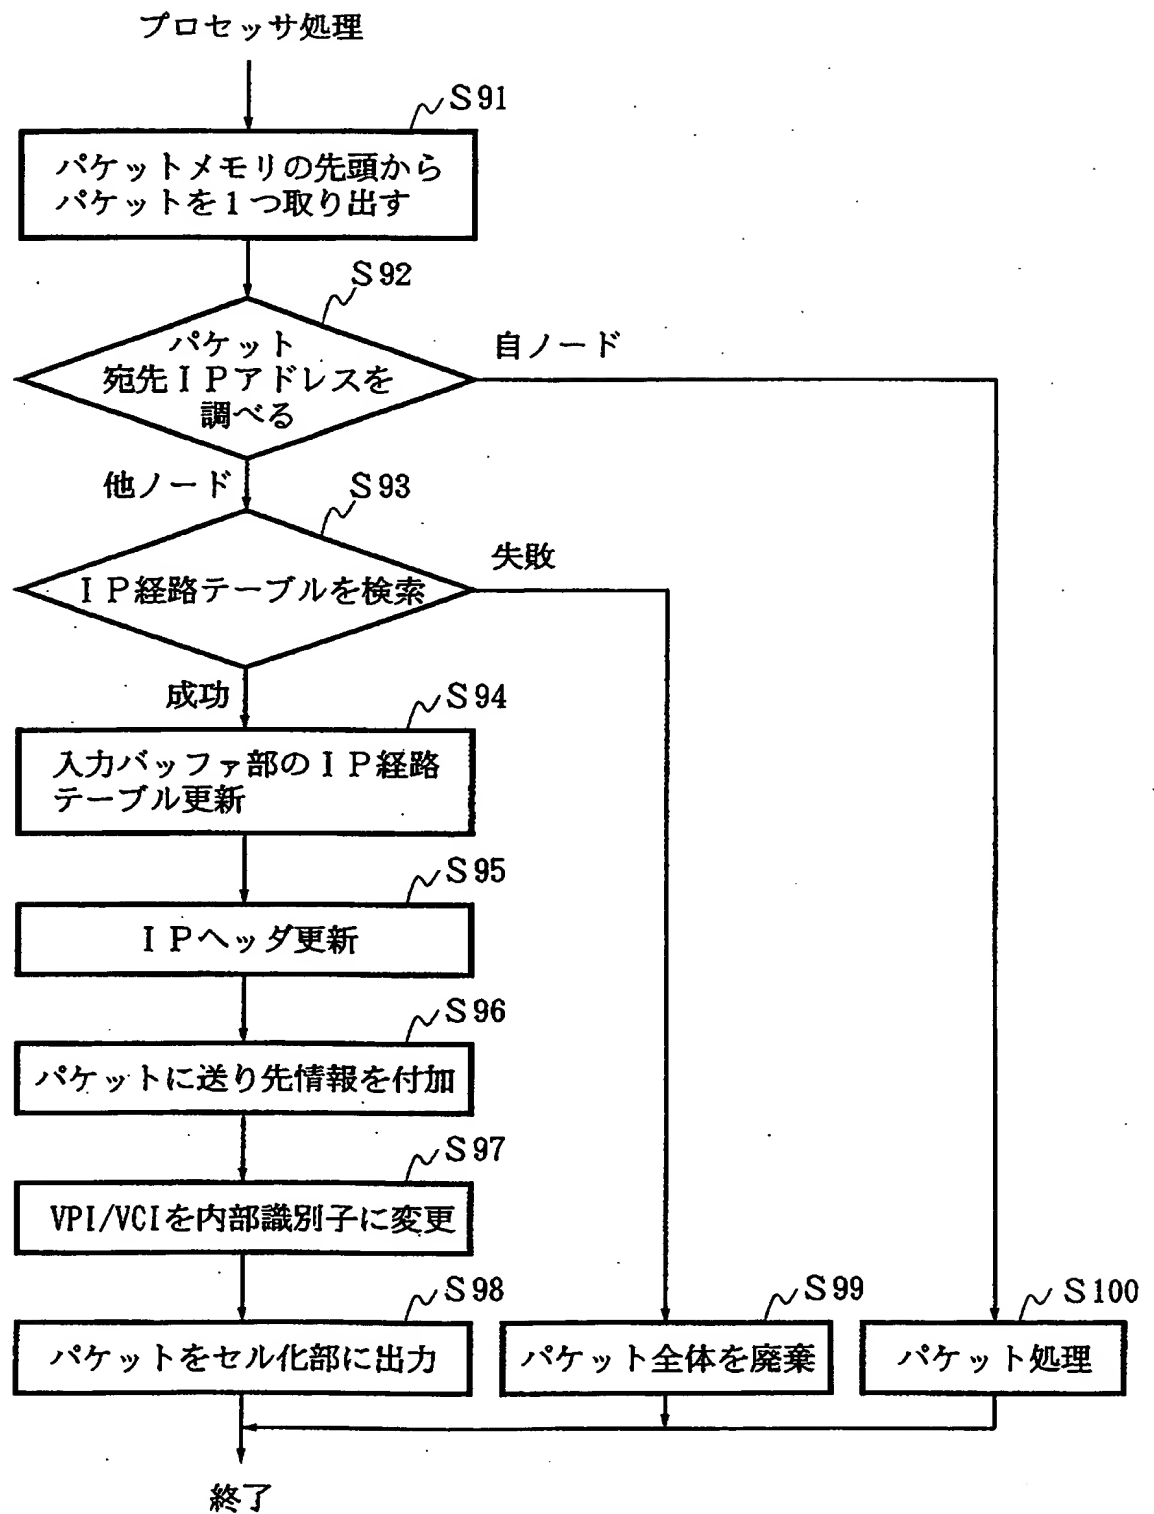 プロセッサ処理
S91
パケットメモリの先頭から
パケットを1つ取り出す
S92
パケット
宛先IPアドレスを
調べる
自ノード
他ノード
S93
IP経路テーブルを検索
失敗
成功
S94
入力バッファ部のIP経路
テーブル更新
S95
IPヘッダ更新
S96
パケットに送り先情報を付加
S97
VPI/VCIを内部識別子に変更
S98
パケットをセル化部に出力
S99
パケット全体を廃棄
S100
パケット処理
終了